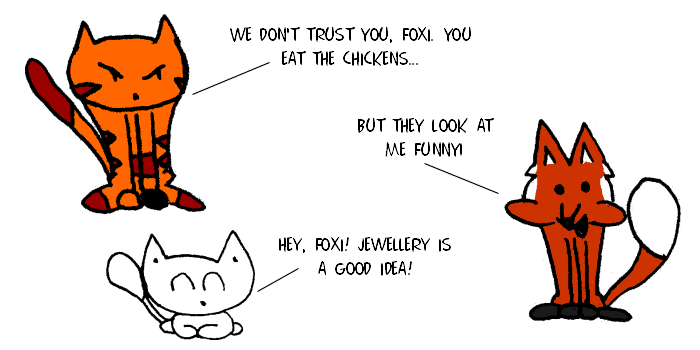 WE DON'T TRUST YOU, FOXI. YOU
EAT THE CHICKENS...
BUT THEY LOOK AT
ME FUNNY!
HEY, FOXI! JEWELLERY IS
A GOOD IDEA!